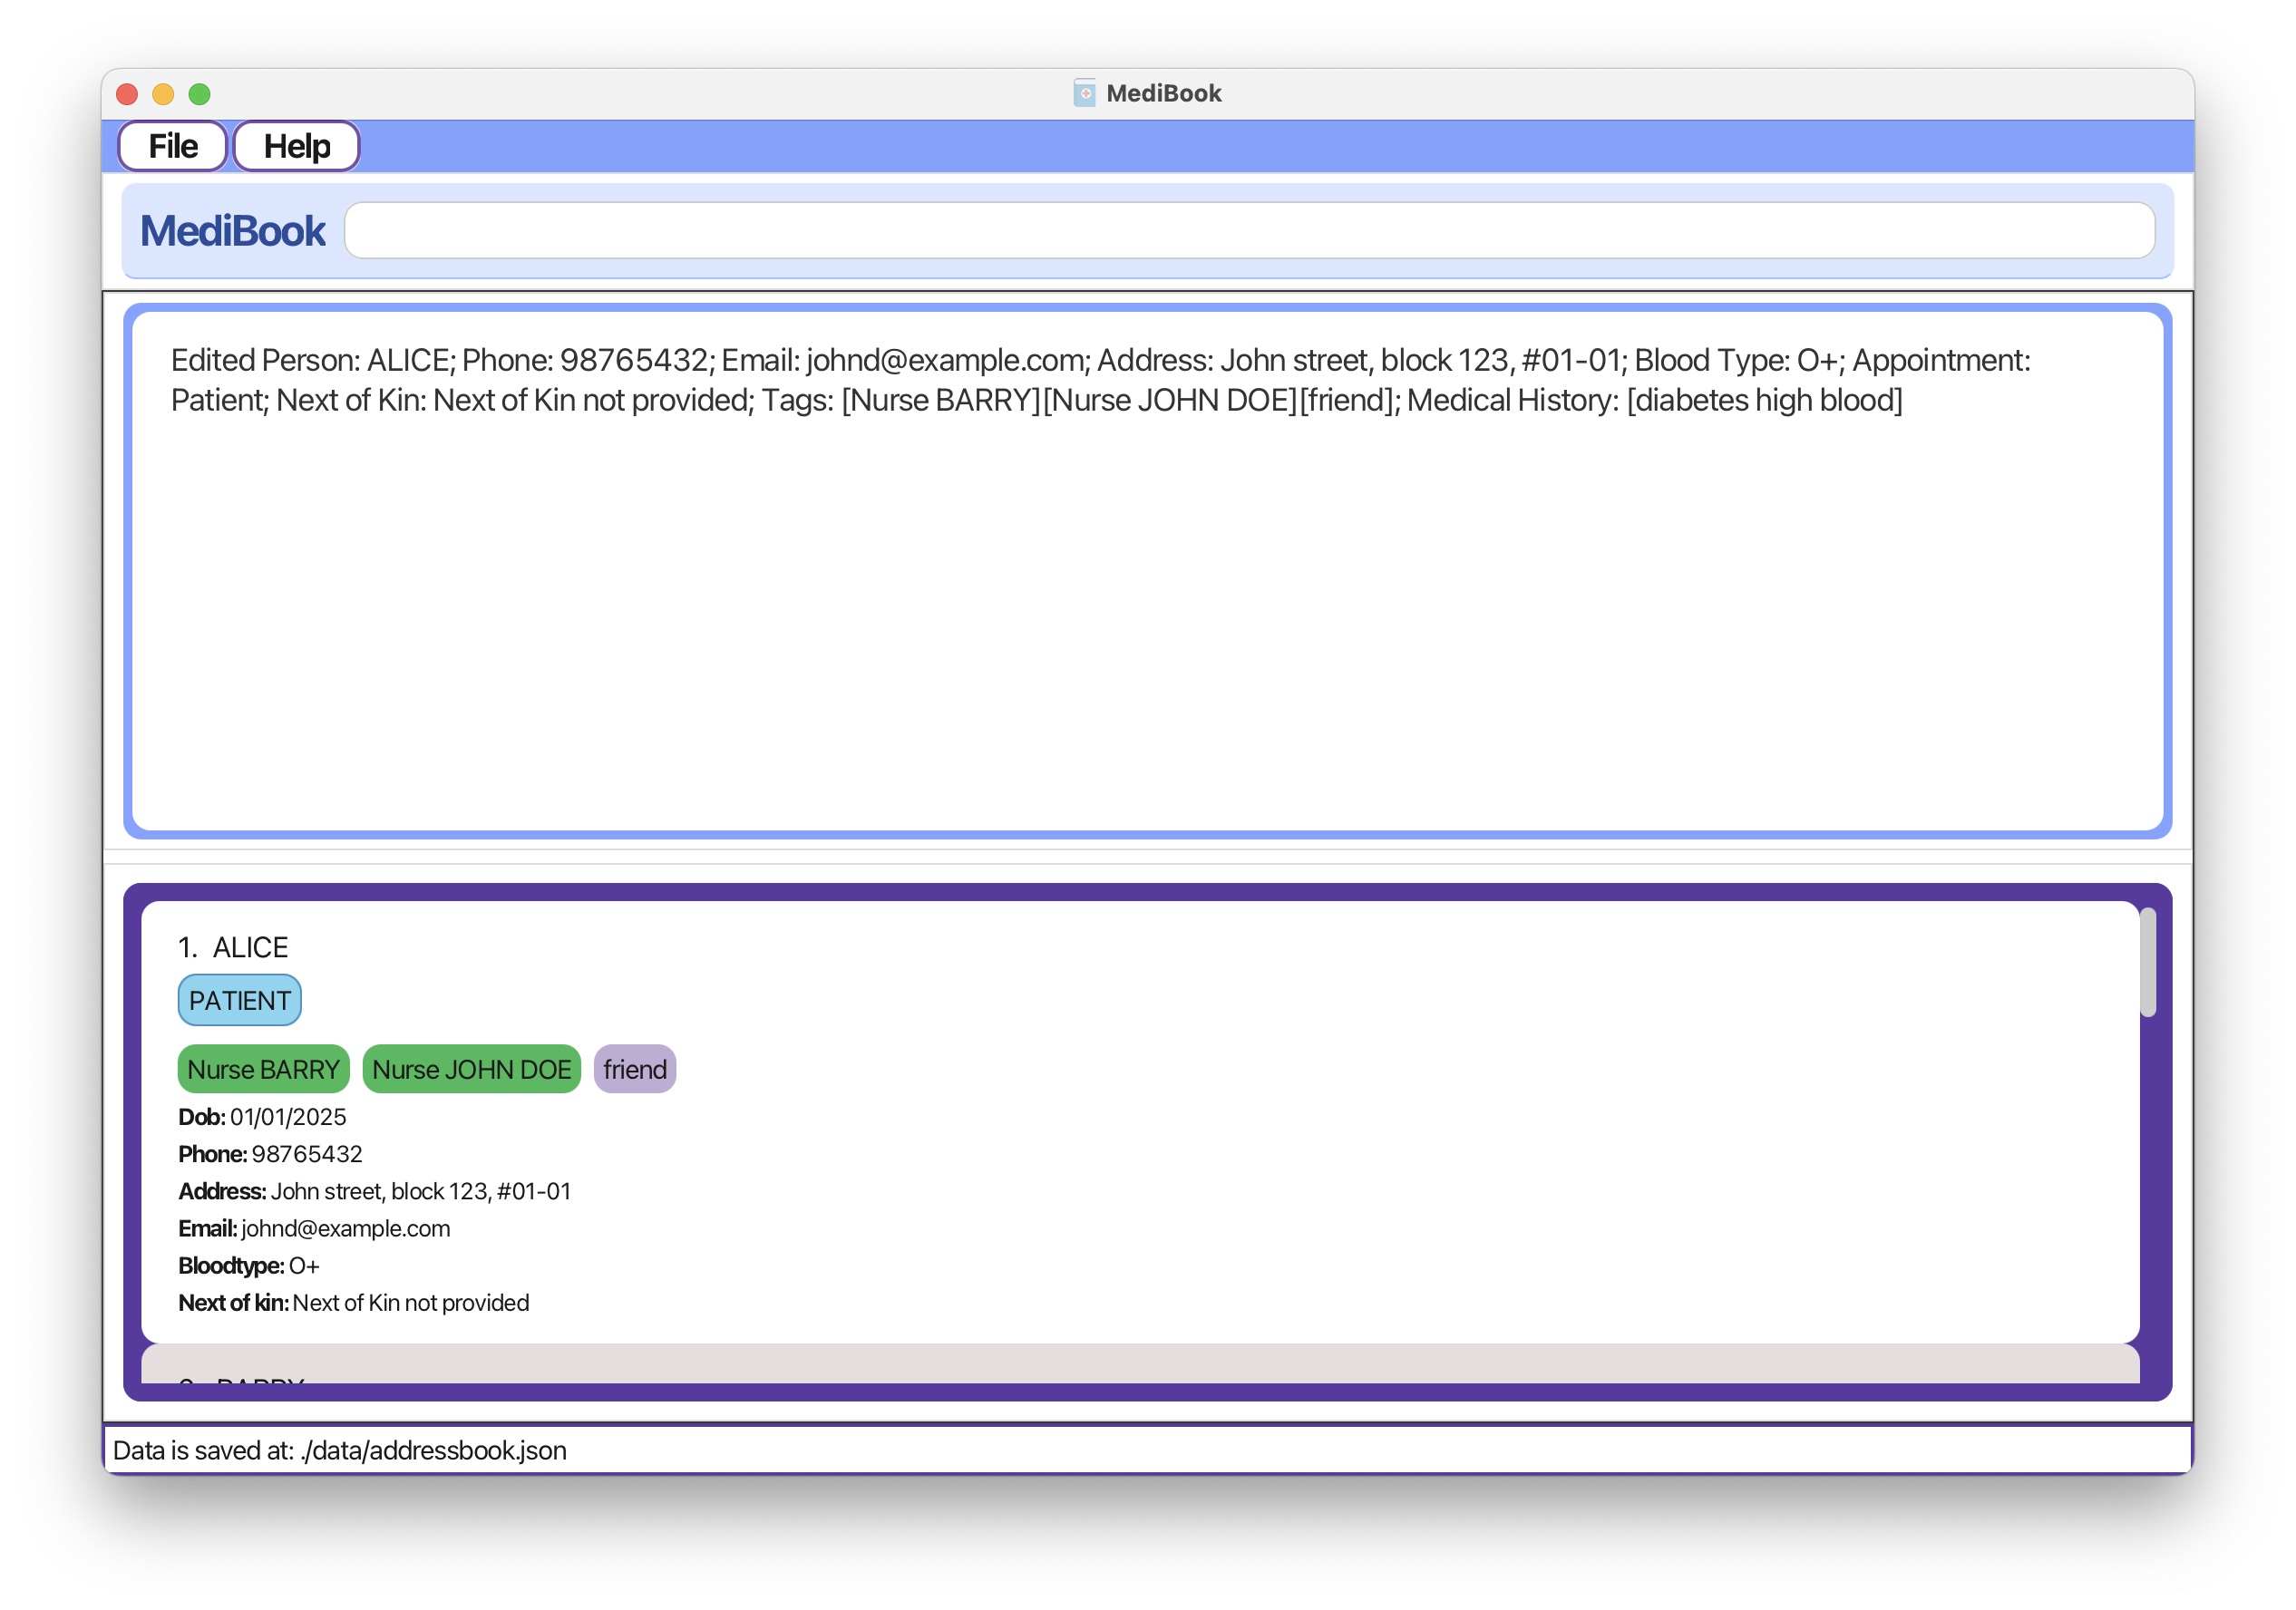 MediBook
File Help
MediBook
Edited Person: ALICE; Phone: 98765432; Email: johnd@example.com; Address: John street, block 123, #01-01; Blood Type: O+; Appointment:
Patient; Next of Kin: Next of Kin not provided; Tags: [Nurse BARRY][Nurse JOHN DOE][friend]; Medical History: [diabetes high blood]
1. ALICE
PATIENT
Nurse BARRY Nurse JOHN DOE friend
Dob: 01/01/2025
Phone: 98765432
Address: John street, block 123, #01-01
Email: johnd@example.com
Bloodtype: O+
Next of kin: Next of Kin not provided
2. BARRY
Data is saved at: ./data/addressbook.json